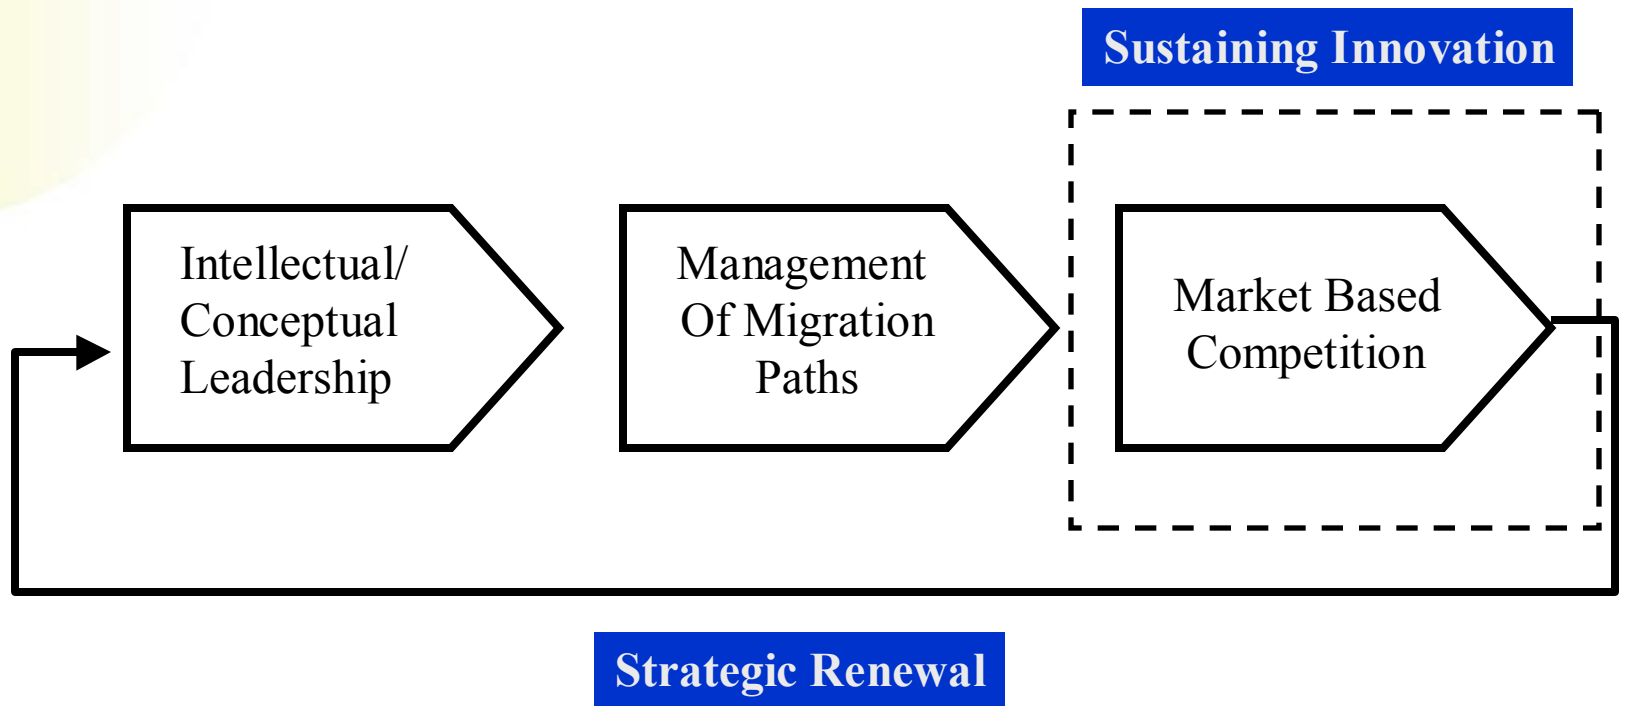 Sustaining Innovation
Intellectual/
Conceptual
Leadership
Management
Of Migration
Paths
Market Based
Competition
Strategic Renewal